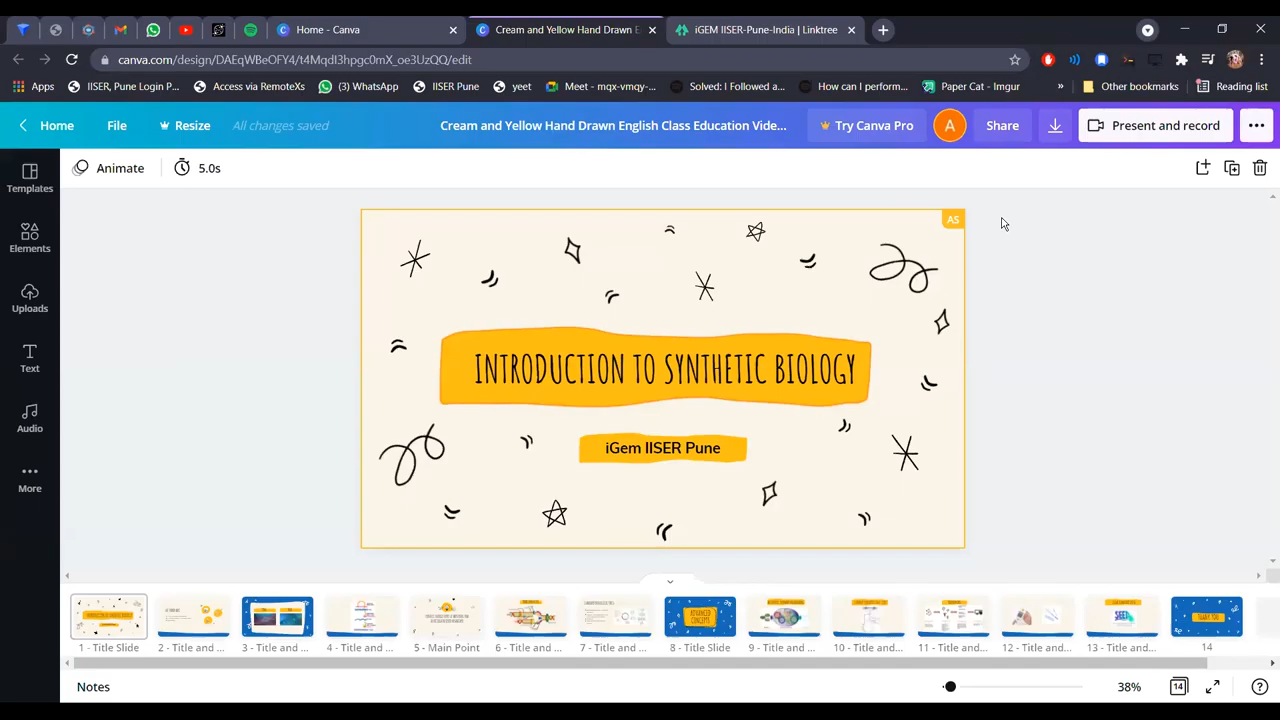 Home - Canva
Cream and Yellow Hand Drawn E
iGEM IISER-Pune-India | Linktree
canva.com/design/DAEqWBeOFY4/t4MqdI3hpgc0mX_oe3UzQQ/edit
Apps
IISER, Pune Login P...
Access via RemoteXs
(3) WhatsApp
IISER Pune
yeet
Meet - mqx-vmqy-...
Solved: I Followed a...
How can I perform...
Paper Cat - Imgur
»
Other bookmarks
Reading list
Home
File
Resize
All changes saved
Cream and Yellow Hand Drawn English Class Education Vide...
Try Canva Pro
A
Share
Present and record
Templates
Elements
Uploads
Text
Audio
More
Animate
5.0s
AS
INTRODUCTION TO SYNTHETIC BIOLOGY
iGem IISER Pune
ADVANCED CONCEPTS
THANK YOU
1 - Title Slide
2 - Title and ...
3 - Title and ...
4 - Title and ...
5 - Main Point
6 - Title and ...
7 - Title and ...
8 - Title Slide
9 - Title and...
10 - Title and...
11 - Title and...
12 - Title and...
13 - Title and...
14
Notes
14
38%